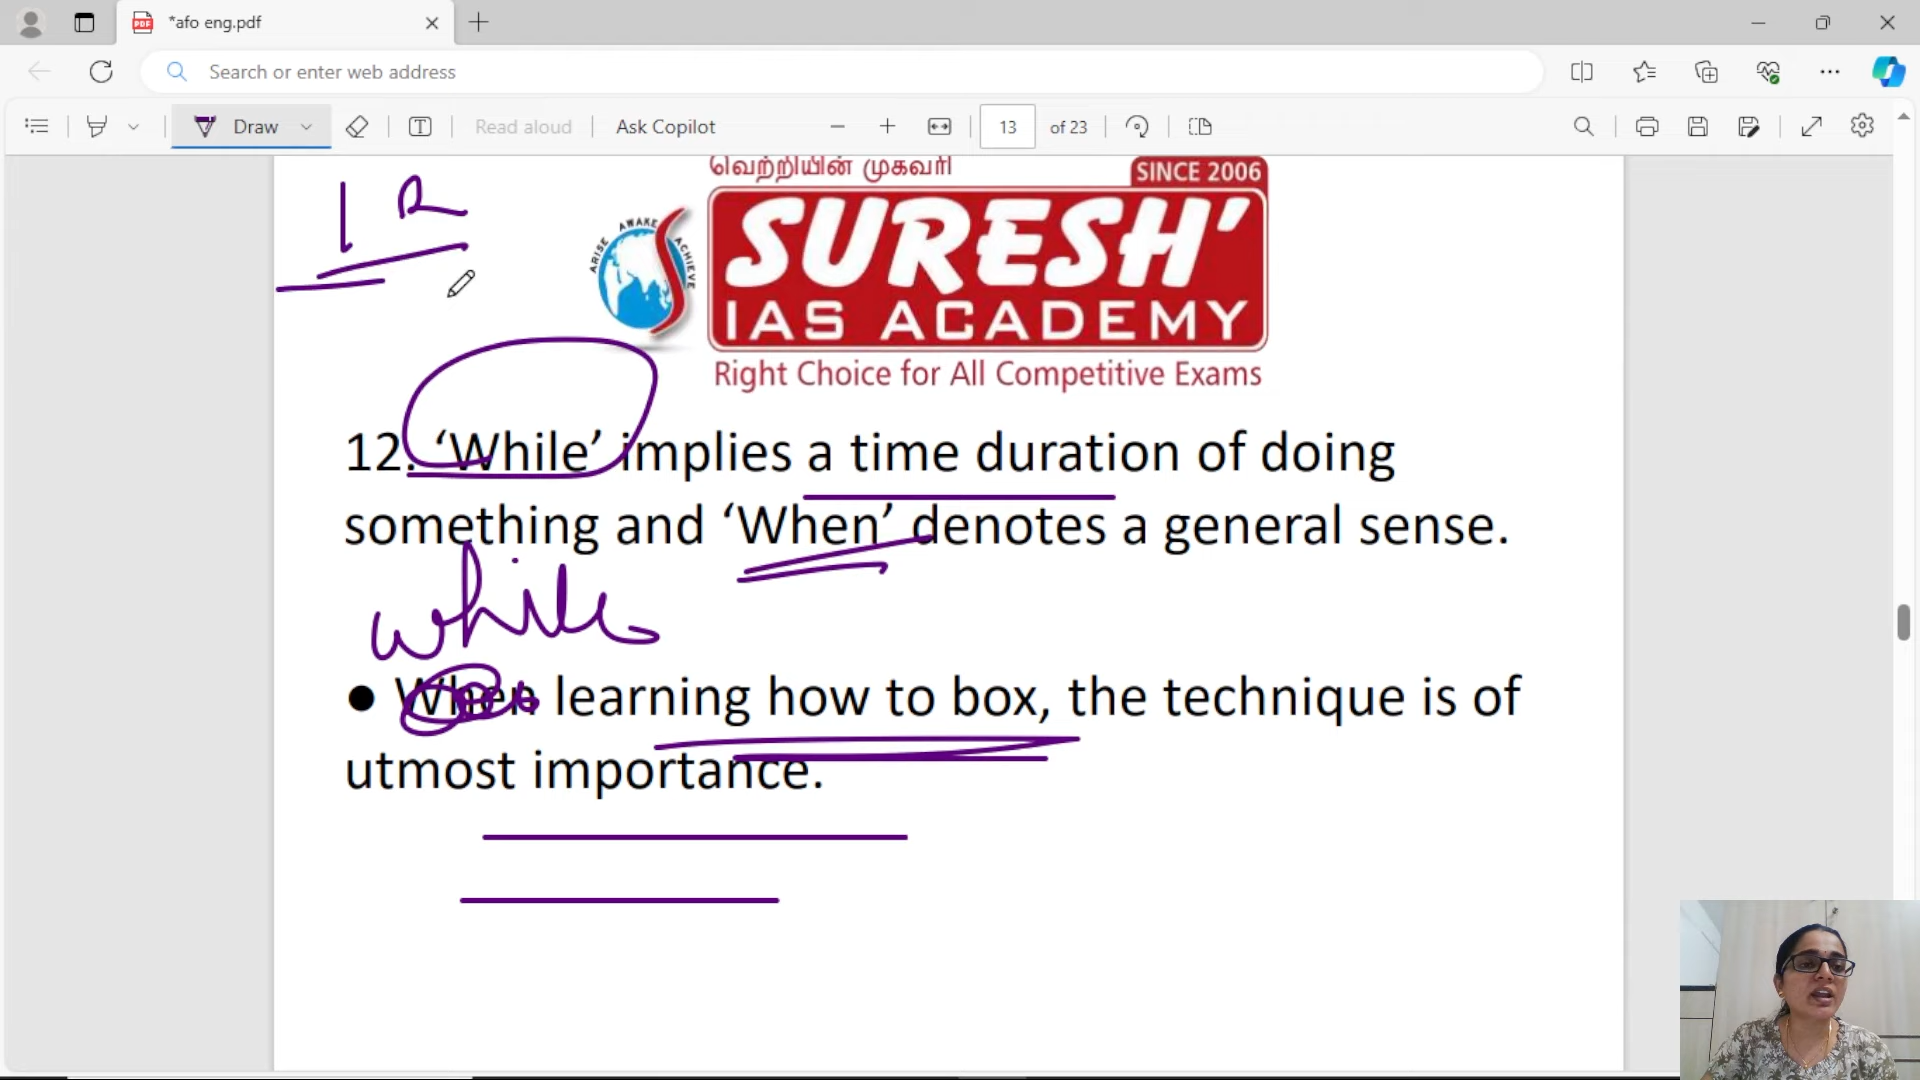 *afo eng.pdf
Search or enter web address
Draw
Read aloud
Ask Copilot
13
of 23
வெற்றியின் முகவரி
SINCE 2006
ARISE AWAKE ACHIEVE
SURESH'
IAS ACADEMY
Right Choice for All Competitive Exams
12. ‘While’ implies a time duration of doing
something and ‘When’ denotes a general sense.
while
● When learning how to box, the technique is of
utmost importance.